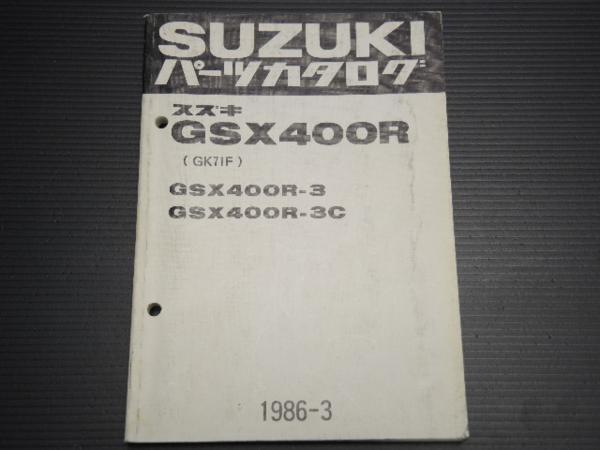 SUZUKI
パーツカタログ
スズキ
GSX400R
(GK71F)
GSX400R-3
GSX400R-3C
1986-3